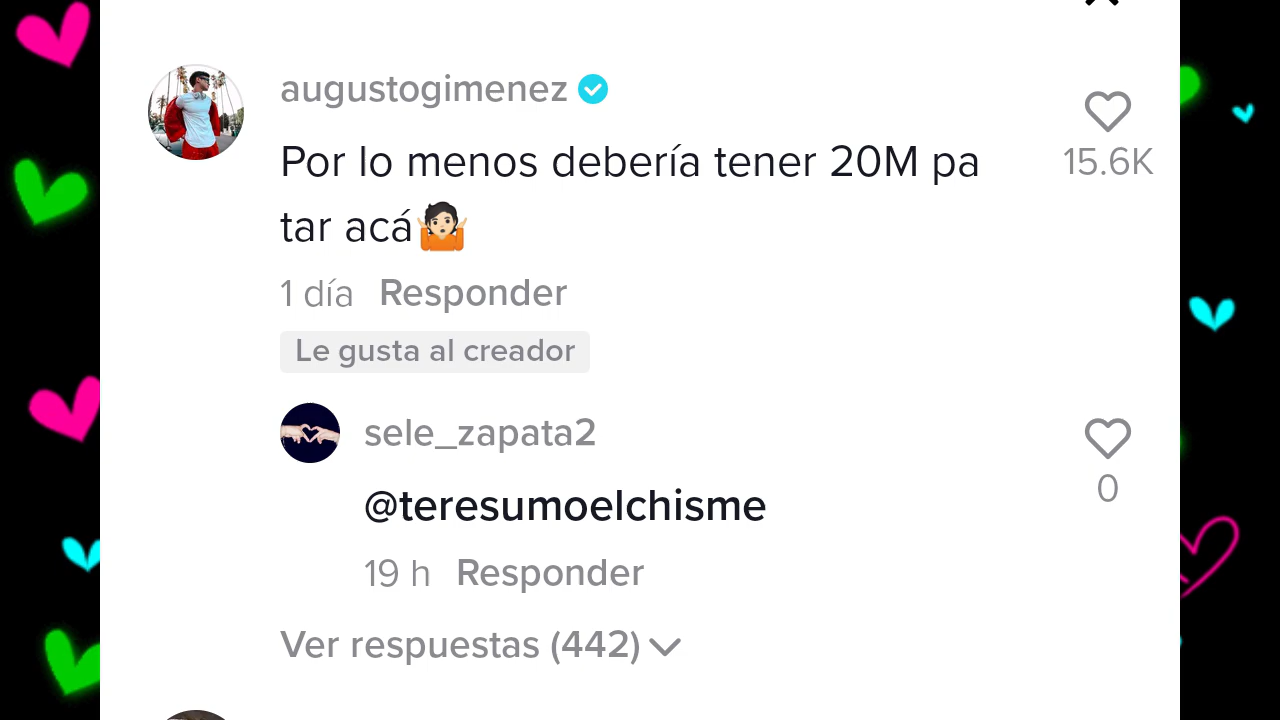 augustogimenez
15.6K
Por lo menos debería tener 20M pa
tar acá🤷🏻
1 día Responder
Le gusta al creador
sele_zapata2
0
@teresumoelchisme
19 h Responder
Ver respuestas (442)